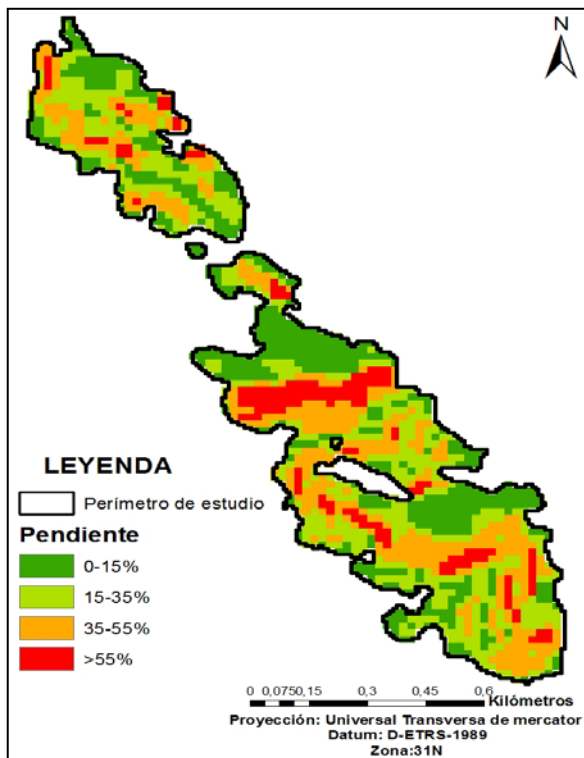 N
LEYENDA
Perímetro de estudio
Pendiente
0-15%
15-35%
35-55%
>55%
0 0,0750,15 0,3 0,45 0,6
Kilómetros
Proyección: Universal Transversa de mercator
Datum: D-ETRS-1989
Zona:31N